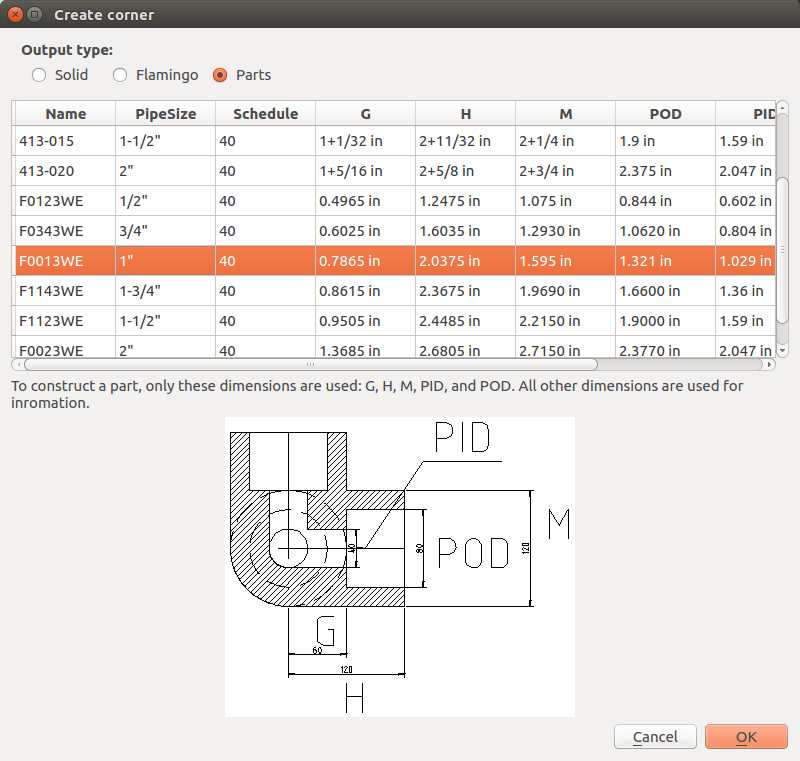 Create corner
Output type:
Solid Flamingo Parts
Name PipeSize Schedule G H M POD PID
413-015 1-1/2" 40 1+1/32 in 2+11/32 in 2+1/4 in 1.9 in 1.59 in
413-020 2" 40 1+5/16 in 2+5/8 in 2+3/4 in 2.375 in 2.047 in
F0123WE 1/2" 40 0.4965 in 1.2475 in 1.075 in 0.844 in 0.602 in
F0343WE 3/4" 40 0.6025 in 1.6035 in 1.2930 in 1.0620 in 0.804 in
F0013WE 1" 40 0.7865 in 2.0375 in 1.595 in 1.321 in 1.029 in
F1143WE 1-3/4" 40 0.8615 in 2.3675 in 1.9690 in 1.6600 in 1.36 in
F1123WE 1-1/2" 40 0.9505 in 2.4485 in 2.2150 in 1.9000 in 1.59 in
F0023WE 2" 40 1.3685 in 2.6805 in 2.7150 in 2.3770 in 2.047 in
To construct a part, only these dimensions are used: G, H, M, PID, and POD. All other dimensions are used for
inromation.
PID
M
40 80 POD 120
G
60
120
H
Cancel OK